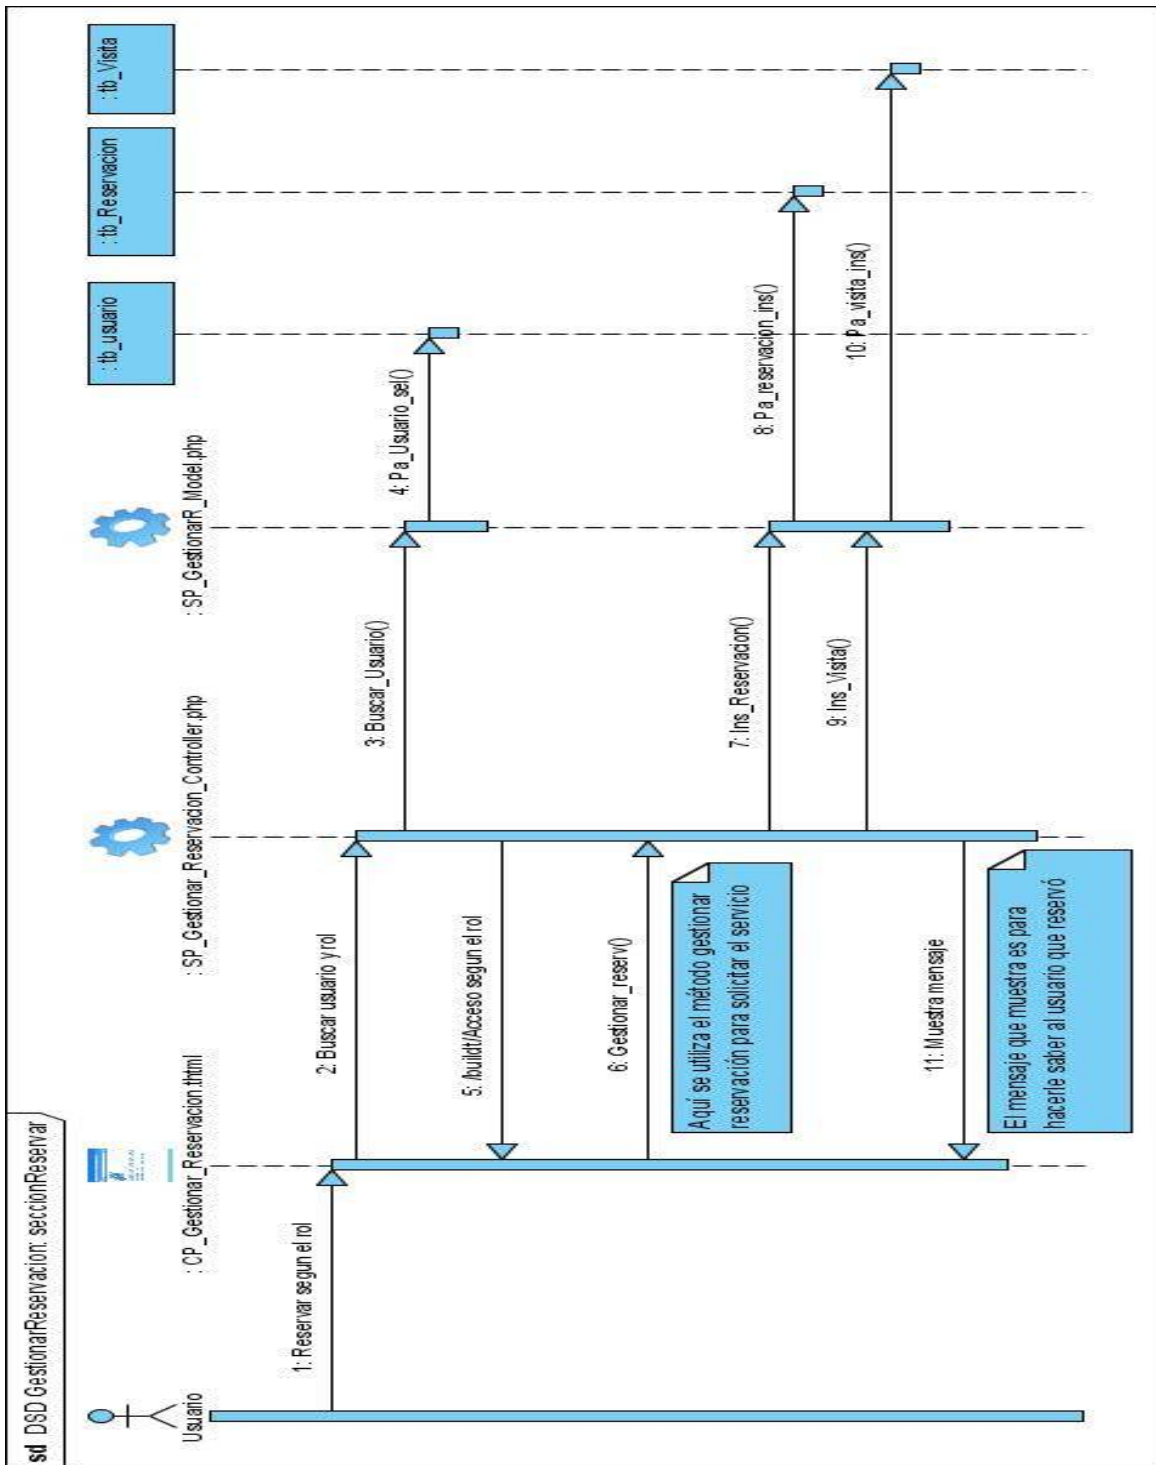 sd DSD GestionarReservacion: seccionReservar
Usuario
: CP_Gestionar_Reservacion.thtml
: SP_Gestionar_Reservacion_Controller.php
: SP_GestionarR_Model.php
: tb_usuario
: tb_Reservacion
: tb_Visita
1: Reservar segun el rol
2: Buscar usuario y rol
3: Buscar_Usuario()
4: Pa_Usuario_sel()
5: /buildt/Acceso segun el rol
6: Gestionar_reserv()
Aquí se utiliza el método gestionar
reservación para solicitar el servicio
7: Ins_Reservacion()
8: Pa_reservacion_ins()
9: Ins_Visita()
10: Pa_visita_ins()
11: Muestra mensaje
El mensaje que muestra es para
hacerle saber al usuario que reservó